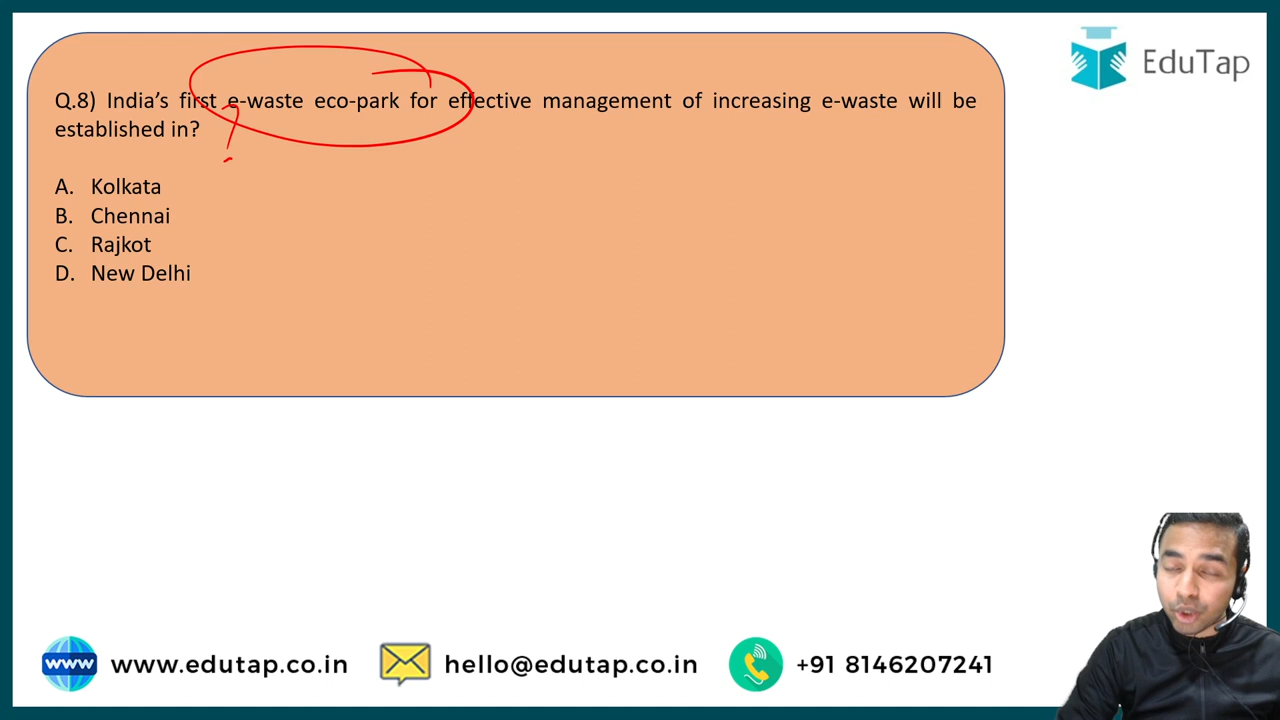 EduTap
Q.8) India’s first e-waste eco-park for effective management of increasing e-waste will be
established in?
?
A. Kolkata
B. Chennai
C. Rajkot
D. New Delhi
www www.edutap.co.in hello@edutap.co.in +91 8146207241